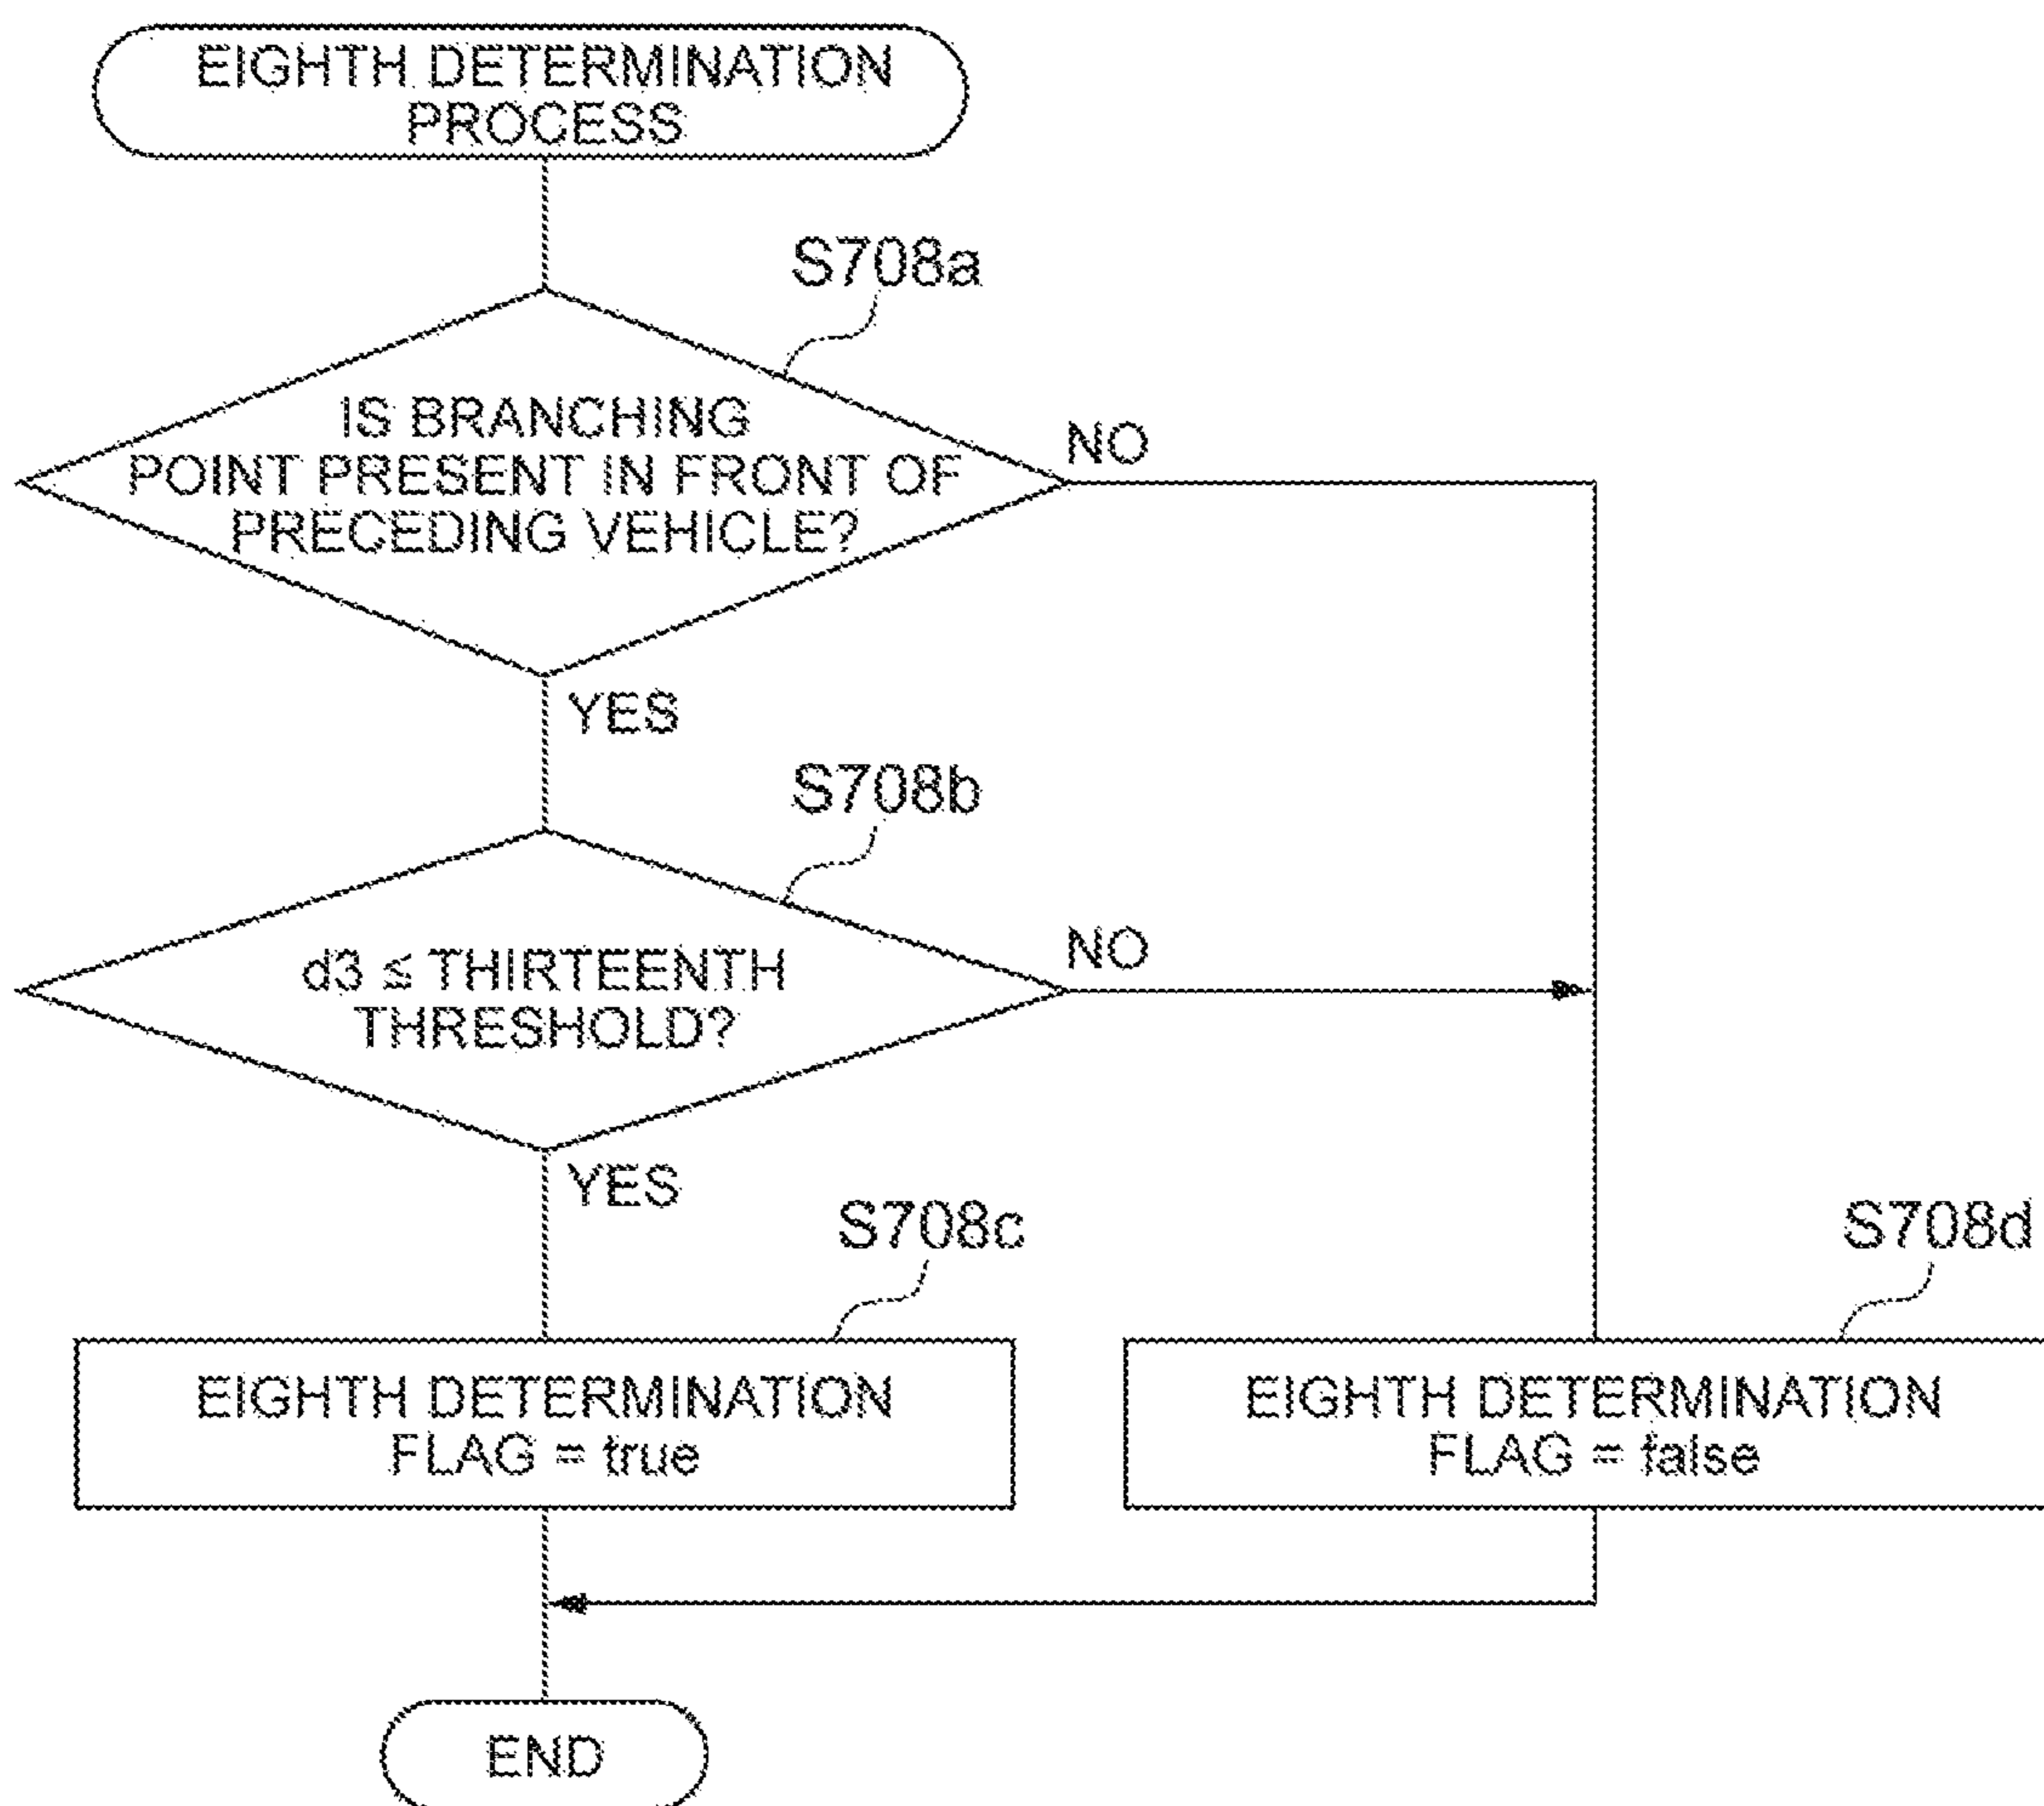 EIGHTH DETERMINATION
PROCESS
S708a
IS BRANCHING
POINT PRESENT IN FRONT OF
PRECEDING VEHICLE?
NO
YES
S708b
d3 ≤ THIRTEENTH
THRESHOLD?
NO
YES
S708c
S708d
EIGHTH DETERMINATION
FLAG = true
EIGHTH DETERMINATION
FLAG = false
END